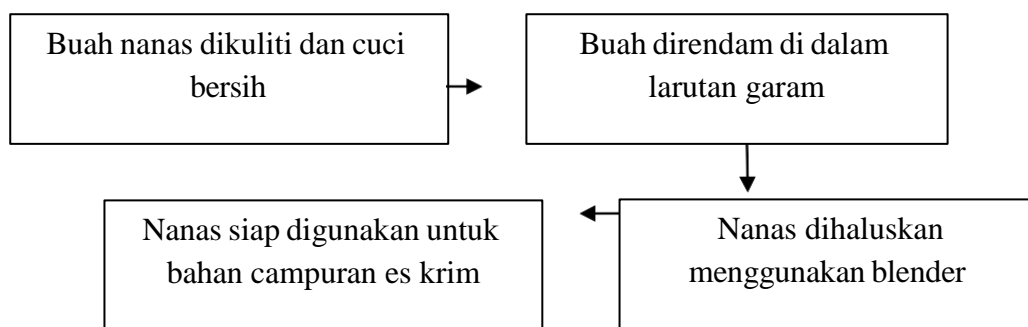 Buah nanas dikuliti dan cuci
bersih
Buah direndam di dalam
larutan garam
Nanas dihaluskan
menggunakan blender
Nanas siap digunakan untuk
bahan campuran es krim